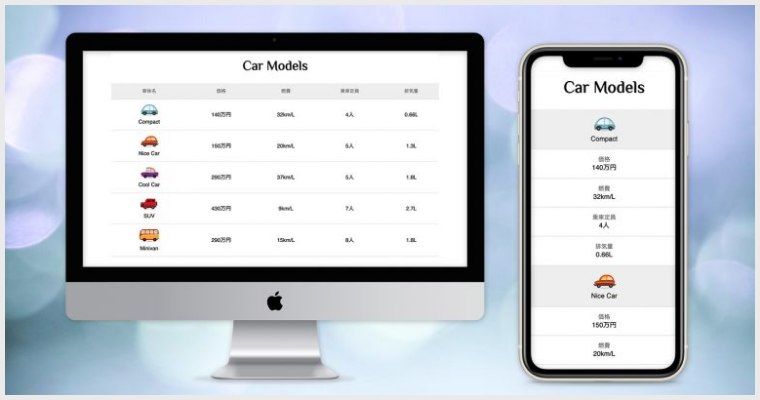 Car Models
車体名 価格 燃費 乗車定員 排気量
Compact 140万円 32km/L 4人 0.66L
Nice Car 150万円 20km/L 5人 1.3L
Cool Car 290万円 37km/L 5人 1.8L
SUV 430万円 9km/L 7人 2.7L
Minivan 290万円 15km/L 8人 1.8L
Car Models
Compact
価格
140万円
燃費
32km/L
乗車定員
4人
排気量
0.66L
Nice Car
価格
150万円
燃費
20km/L